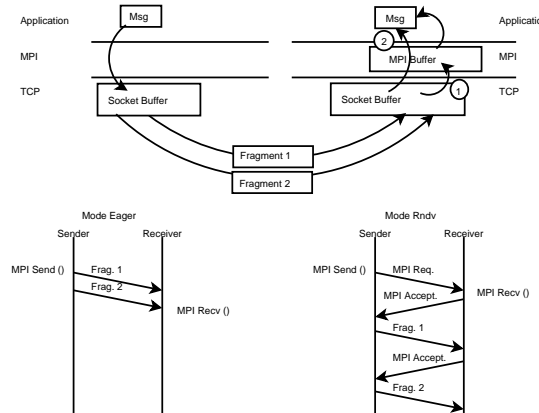 Application
Msg
Msg
Applicatio
2
MPI
MPI Buffer
MPI
TCP
Socket Buffer
Socket Buffer
1
TCP
Fragment 1
Fragment 2
Mode Eager
Mode Rndv
Sender
Receiver
Sender
Receiver
MPI Send ()
Frag. 1
MPI Send ()
MPI Req.
Frag. 2
MPI Recv ()
MPI Accept.
MPI Recv ()
Frag. 1
MPI Accept.
Frag. 2